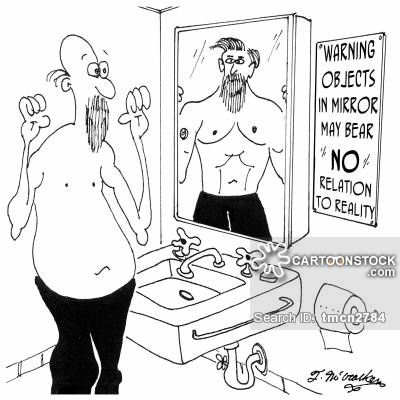 WARNING
OBJECTS
IN MIRROR
MAY BEAR
"NO"
RELATION
TO REALITY
CARTOONSTOCK
.com
Search ID: tmcn2784